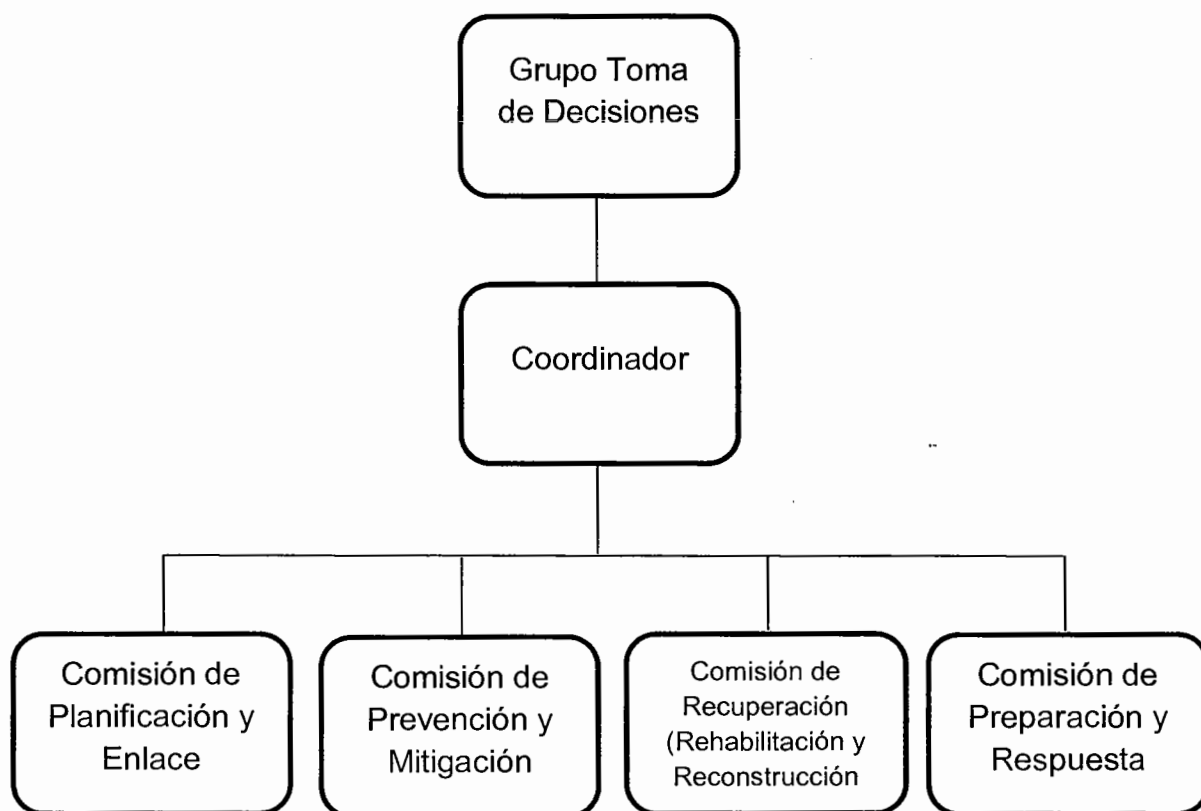 Grupo Toma
de Decisiones
Coordinador
Comisión de
Planificación y
Enlace
Comisión de
Prevención y
Mitigación
Comisión de
Recuperación
(Rehabilitación y
Reconstrucción
Comisión de
Preparación y
Respuesta